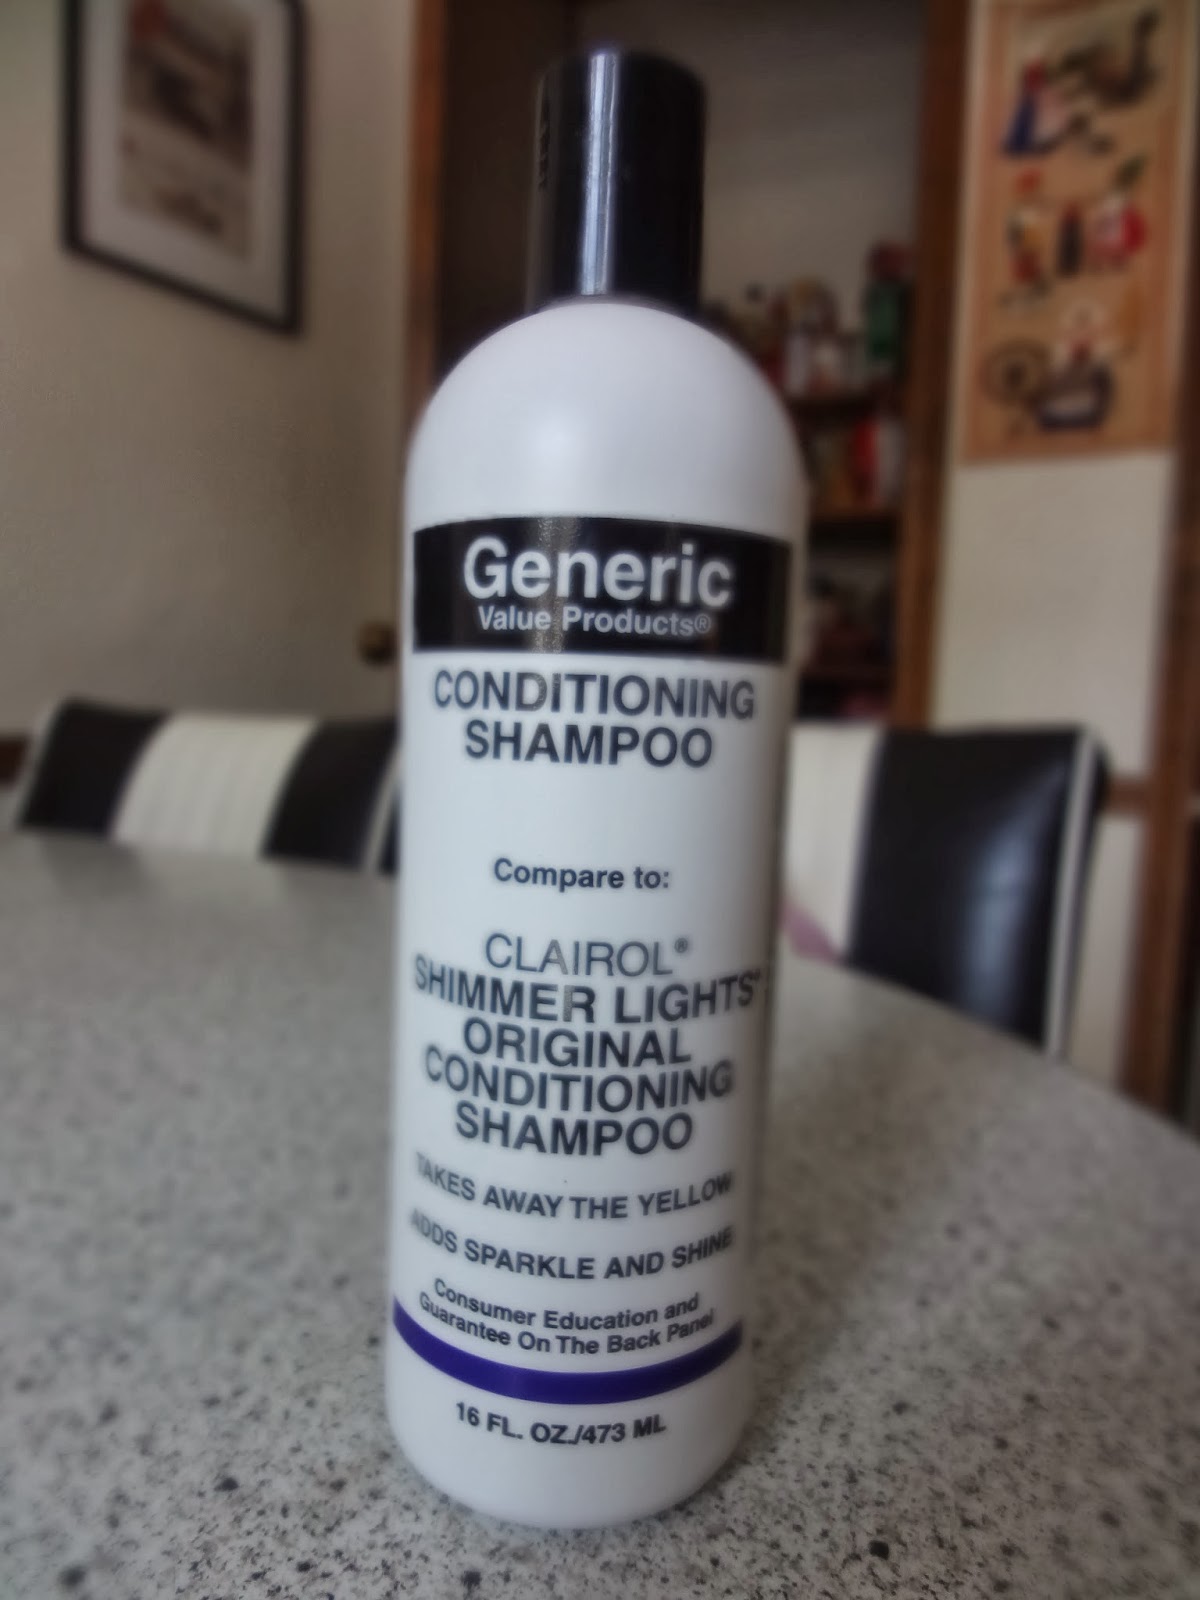 Generic
Value Products®
CONDITIONING
SHAMPOO
Compare to:
CLAIROL®
SHIMMER LIGHTS®
ORIGINAL
CONDITIONING
SHAMPOO
TAKES AWAY THE YELLOW
ADDS SPARKLE AND SHINE
Consumer Education and
Guarantee On The Back Panel
16 FL. OZ./473 ML